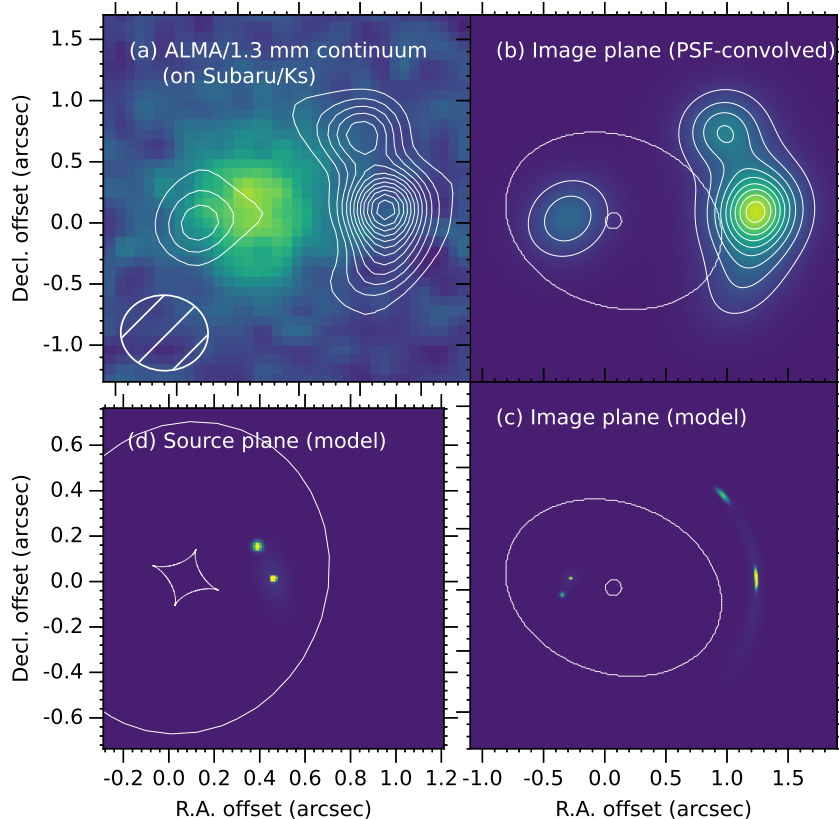 (a) ALMA/1.3 mm continuum
(on Subaru/Ks)
(b) Image plane (PSF-convolved)
1.5
1.0
0.5
0.0
-0.5
-1.0
Decl. offset (arcsec)
(d) Source plane (model)
(c) Image plane (model)
0.6
0.4
0.2
0.0
-0.2
-0.4
-0.6
Decl. offset (arcsec)
-0.2 0.0 0.2 0.4 0.6 0.8 1.0 1.2
-1.0 -0.5 0.0 0.5 1.0 1.5
R.A. offset (arcsec)
R.A. offset (arcsec)